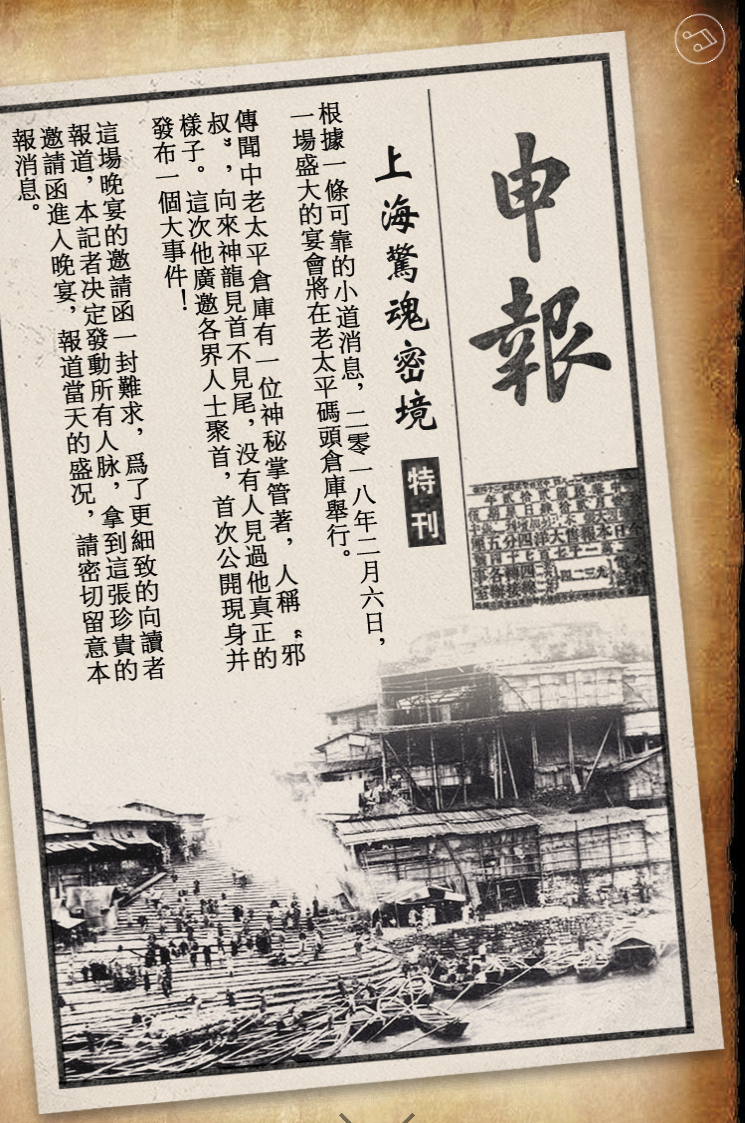 申報
上海驚魂密境
特刊
根據一條可靠的小道消息，二零一八年二月六日，
一場盛大的宴會將在老太平碼頭倉庫舉行。
傳聞中老太平倉庫有一位神秘掌管著，人稱“邪
叔”，向來神龍見首不見尾，没有人見過他真正的
樣子。這次他廣邀各界人士聚首，首次公開現身并
發布一個大事件！
這場晚宴的邀請函一封難求，爲了更細致的向讀者
報道，本記者决定發動所有人脉，拿到這張珍貴的
邀請函進人晚宴，報道當天的盛况，請密切留意本
報消息。